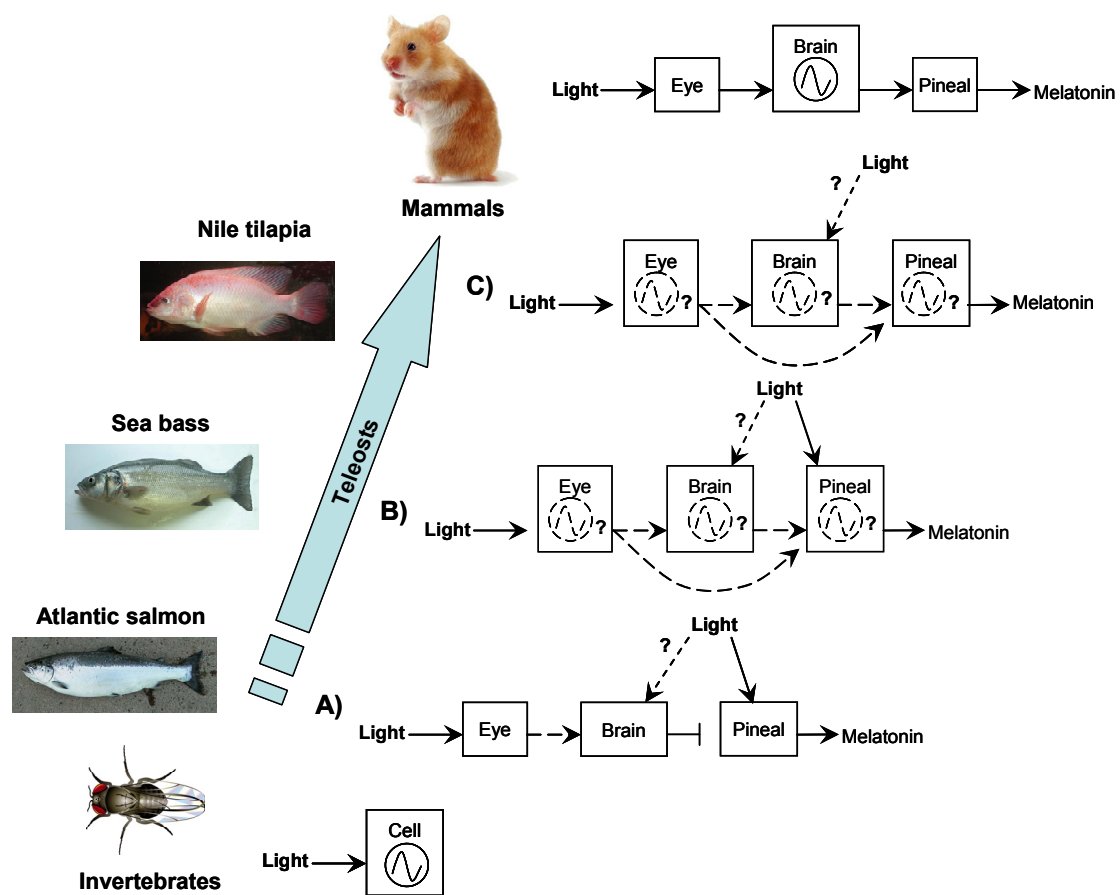 Brain
Light
Eye
Pineal
Melatonin
Mammals
Light
?
Nile tilapia
C)
Light
Eye
?
Brain
?
Pineal
?
Melatonin
Teleosts
Sea bass
Light
?
B)
Light
Eye
?
Brain
?
Pineal
?
Melatonin
Atlantic salmon
Light
?
A)
Light
Eye
Brain
Pineal
Melatonin
Invertebrates
Light
Cell